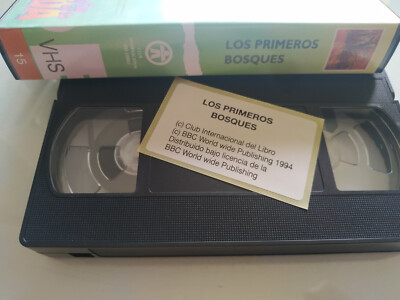 15
VHS
LOS PRIMEROS
BOSQUES
LOS PRIMEROS
BOSQUES
(c) Club Internacional del Libro
(c) BBC World wide Publishing 1994
Distribuido bajo licencia de la
BBC World wide Publishing